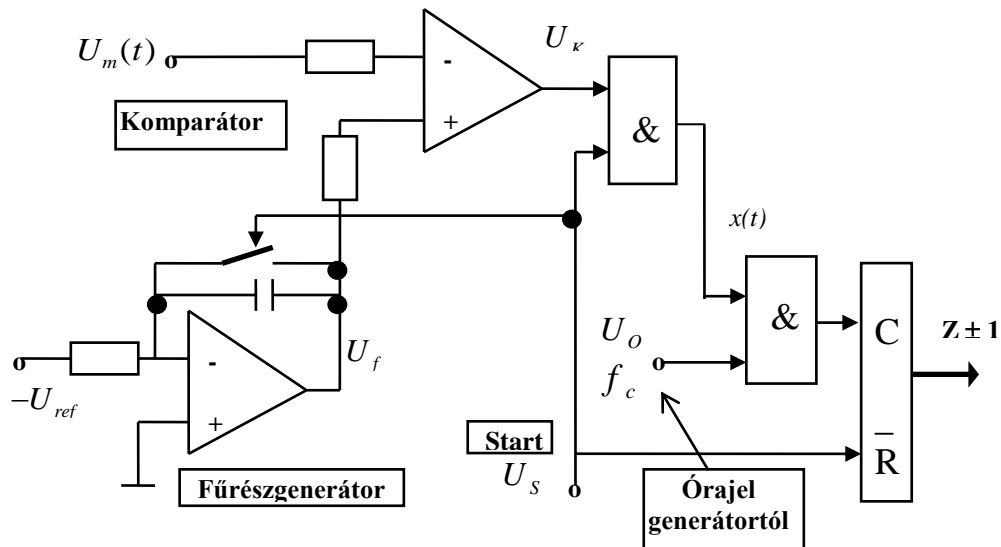 U_m(t)
U_K
Komparátor
-
+
&
x(t)
&
C
Z ± 1
U_O
f_c
U_f
-
+
−U_ref
Start
U_S
R̅
Fűrészgenerátor
Órajel
generátortól